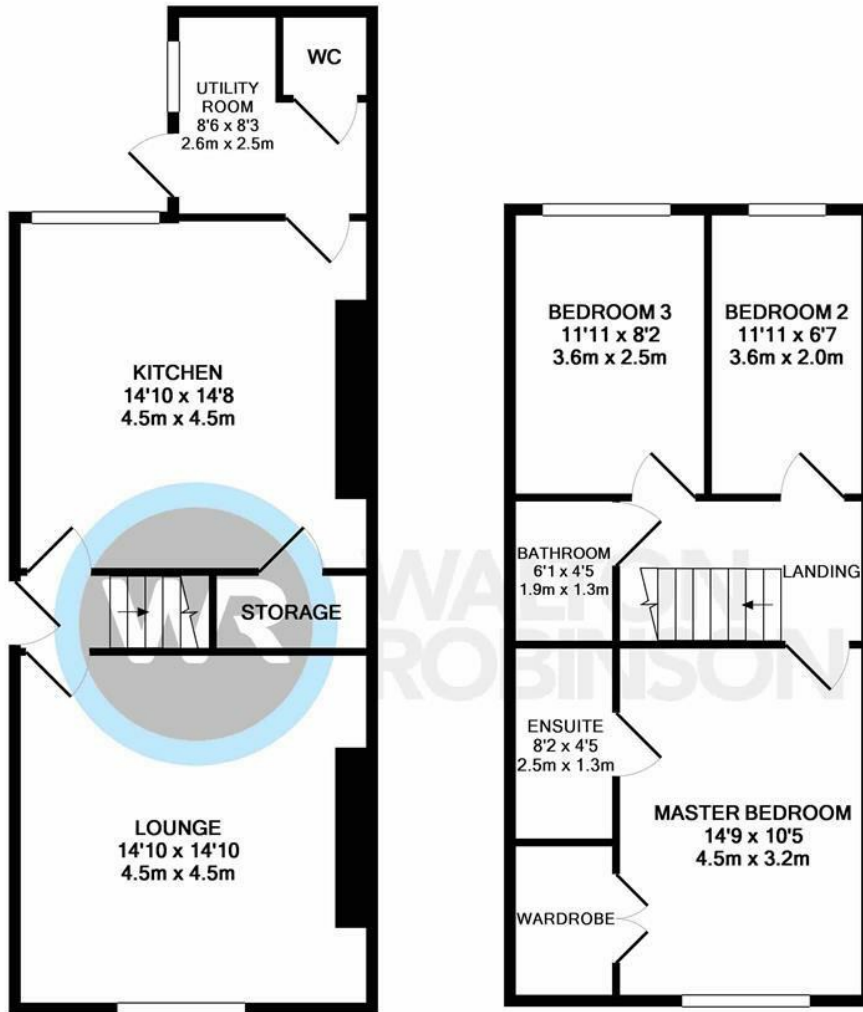 WC
UTILITY
ROOM
8'6 x 8'3
2.6m x 2.5m
KITCHEN
14'10 x 14'8
4.5m x 4.5m
STORAGE
LOUNGE
14'10 x 14'10
4.5m x 4.5m
WR
WALTON
ROBINSON
BEDROOM 3
11'11 x 8'2
3.6m x 2.5m
BEDROOM 2
11'11 x 6'7
3.6m x 2.0m
BATHROOM
6'1 x 4'5
1.9m x 1.3m
LANDING
ENSUITE
8'2 x 4'5
2.5m x 1.3m
MASTER BEDROOM
14'9 x 10'5
4.5m x 3.2m
WARDROBE